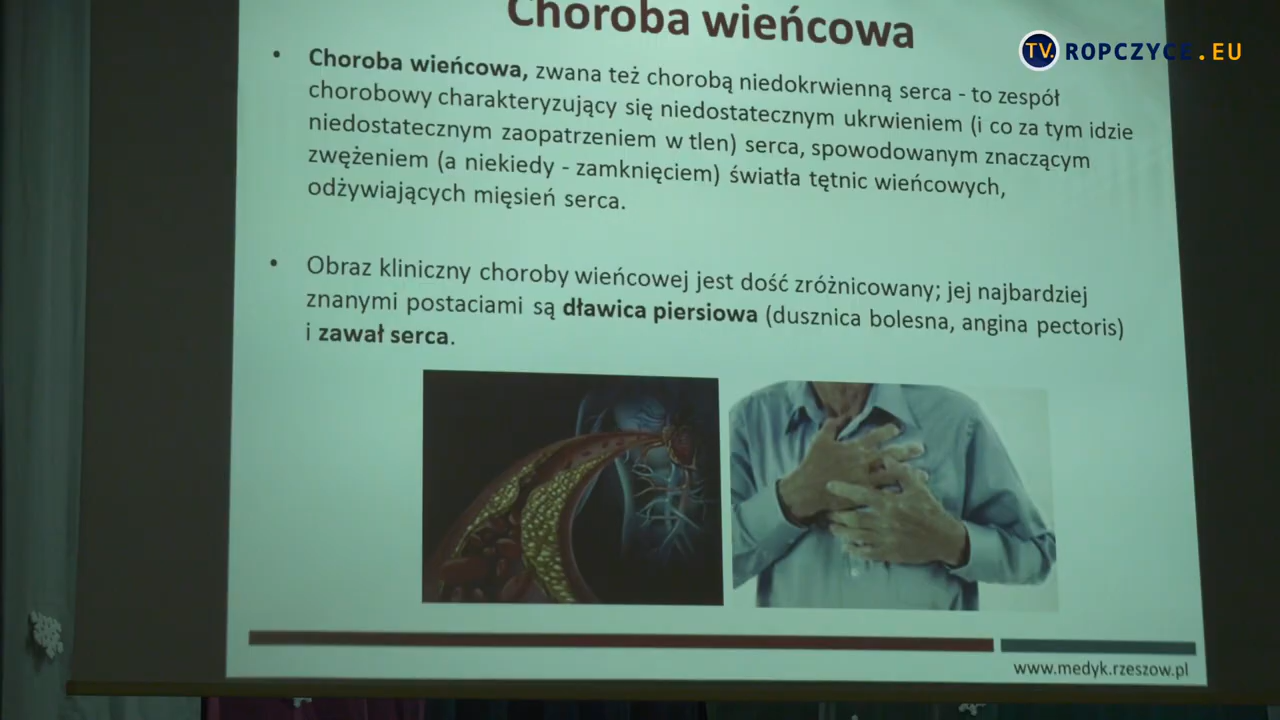 Choroba wieńcowa
TV.ROPCZYCE.EU
• Choroba wieńcowa, zwana też chorobą niedokrwienną serca - to zespół
chorobowy charakteryzujący się niedostatecznym ukrwieniem (i co za tym idzie
niedostatecznym zaopatrzeniem w tlen) serca, spowodowanym znaczącym
zwężeniem (a niekiedy - zamknięciem) światła tętnic wieńcowych,
odżywiających mięsień serca.
• Obraz kliniczny choroby wieńcowej jest dość zróżnicowany; jej najbardziej
znanymi postaciami są dławica piersiowa (dusznica bolesna, angina pectoris)
i zawał serca.
www.medyk.rzeszow.pl